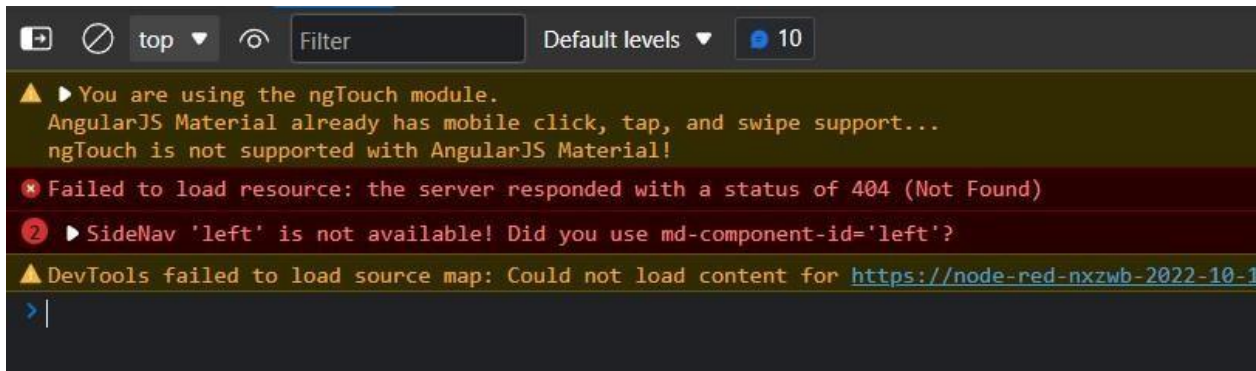 top Filter Default levels 10
You are using the ngTouch module.
AngularJS Material already has mobile click, tap, and swipe support...
ngTouch is not supported with AngularJS Material!
Failed to load resource: the server responded with a status of 404 (Not Found)
2 SideNav 'left' is not available! Did you use md-component-id='left'?
DevTools failed to load source map: Could not load content for https://node-red-nxzwb-2022-10-1
>